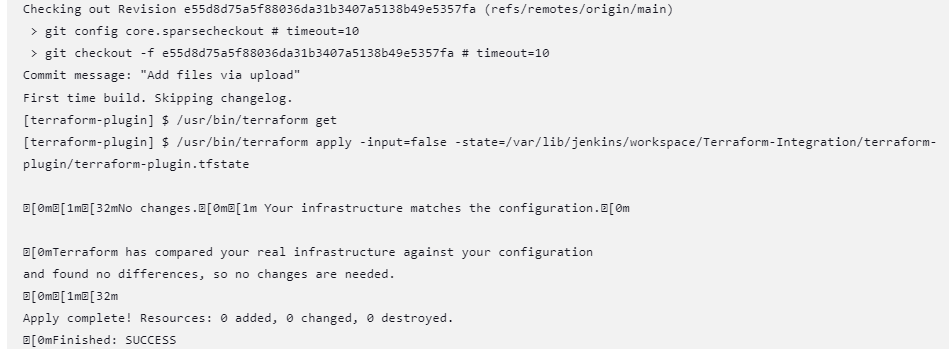 Checking out Revision e55d8d75a5f88036da31b3407a5138b49e5357fa (refs/remotes/origin/main)
 > git config core.sparsecheckout # timeout=10
 > git checkout -f e55d8d75a5f88036da31b3407a5138b49e5357fa # timeout=10
Commit message: "Add files via upload"
First time build. Skipping changelog.
[terraform-plugin] $ /usr/bin/terraform get
[terraform-plugin] $ /usr/bin/terraform apply -input=false -state=/var/lib/jenkins/workspace/Terraform-Integration/terraform-
plugin/terraform-plugin.tfstate
␛[0m␛[1m␛[32mNo changes.␛[0m␛[1m Your infrastructure matches the configuration.␛[0m
␛[0mTerraform has compared your real infrastructure against your configuration
and found no differences, so no changes are needed.
␛[0m␛[1m␛[32m
Apply complete! Resources: 0 added, 0 changed, 0 destroyed.
␛[0mFinished: SUCCESS